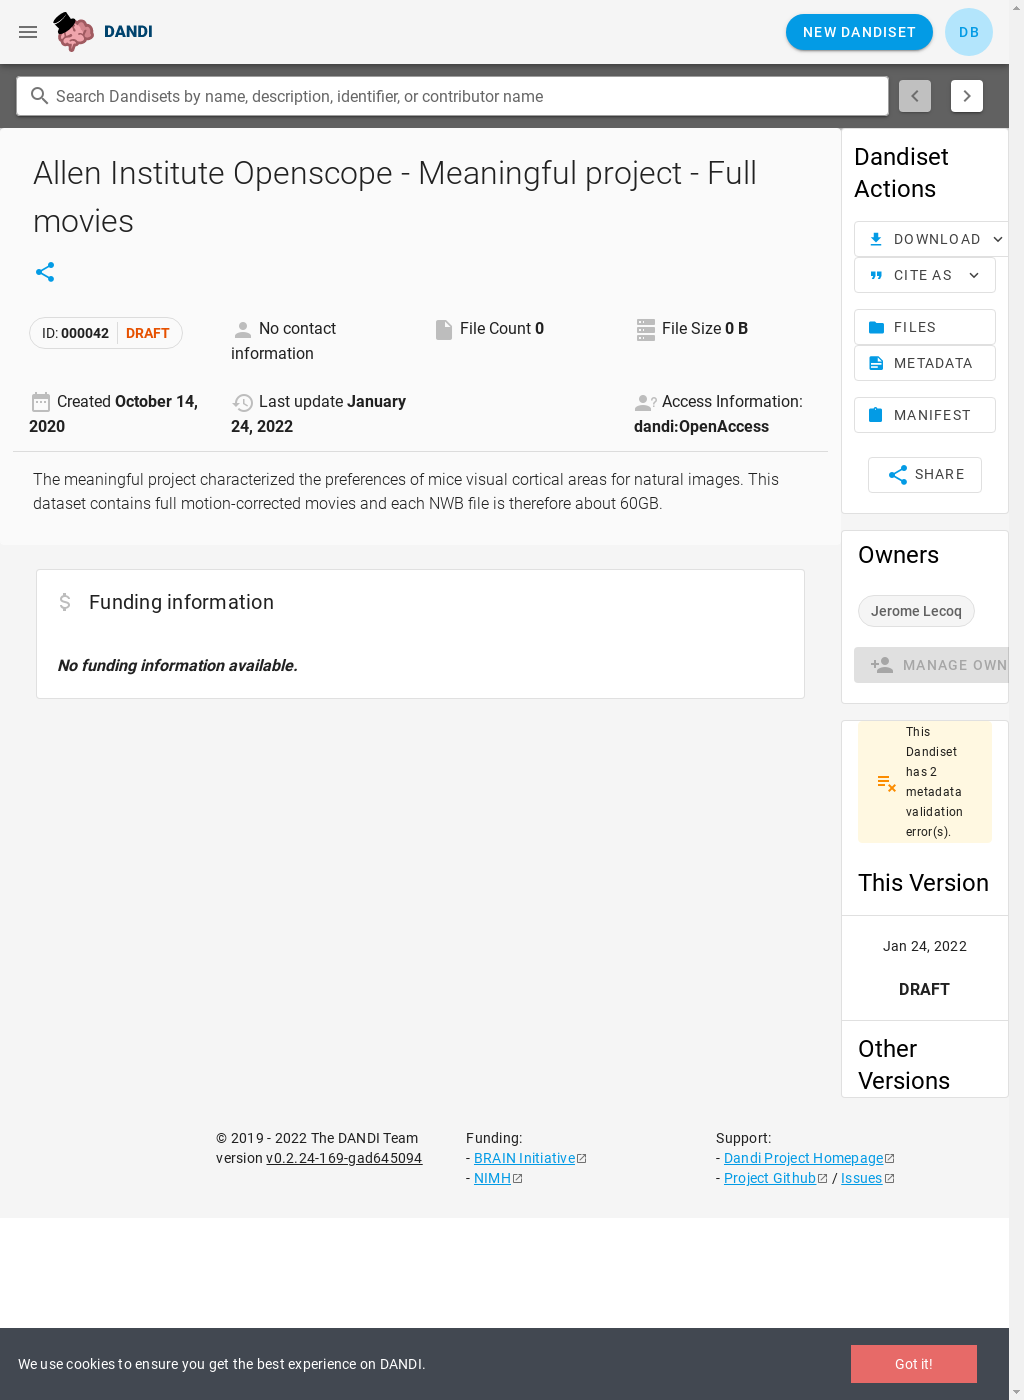 DANDI
NEW DANDISET
DB
Search Dandisets by name, description, identifier, or contributor name
Allen Institute Openscope - Meaningful project - Full
movies
ID: 000042 DRAFT
No contact
information
File Count 0
File Size 0 B
Created October 14,
2020
Last update January
24, 2022
Access Information:
dandi:OpenAccess
The meaningful project characterized the preferences of mice visual cortical areas for natural images. This
dataset contains full motion-corrected movies and each NWB file is therefore about 60GB.
Funding information
No funding information available.
Dandiset
Actions
DOWNLOAD
CITE AS
FILES
METADATA
MANIFEST
SHARE
Owners
Jerome Lecoq
MANAGE OWN
This
Dandiset
has 2
metadata
validation
error(s).
This Version
Jan 24, 2022
DRAFT
Other
Versions
© 2019 - 2022 The DANDI Team
version v0.2.24-169-gad645094
Funding:
- BRAIN Initiative
- NIMH
Support:
- Dandi Project Homepage
- Project Github / Issues
We use cookies to ensure you get the best experience on DANDI.
Got it!